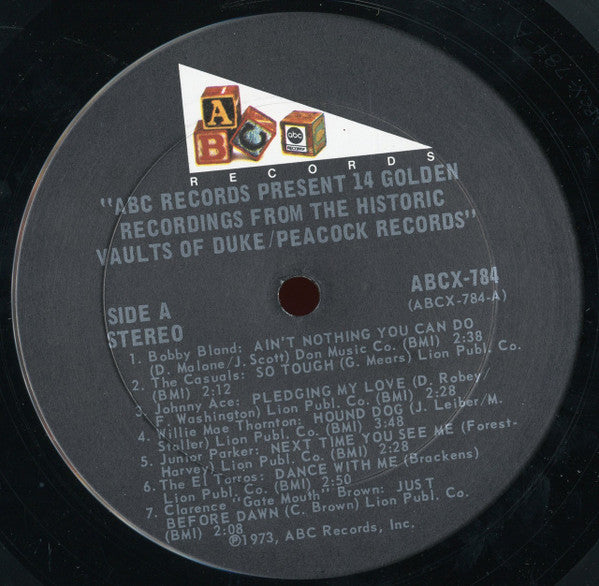 A
B C abc
RECORDS
"ABC RECORDS PRESENT 14 GOLDEN
RECORDINGS FROM THE HISTORIC
VAULTS OF DUKE/PEACOCK RECORDS"
ABCX-784
(ABCX-784-A)
SIDE A
STEREO
1. Bobby Bland: AIN'T NOTHING YOU CAN DO
(D. Malone/J. Scott) Don Music Co. (BMI) 2:38
2. The Casuals: SO TOUGH (G. Mears) Lion Publ. Co.
(BMI) 2:12
3. Johnny Ace: PLEDGING MY LOVE (D. Robey/
F. Washington) Lion Publ. Co. (BMI) 2:28
4. Willie Mae Thornton: HOUND DOG (J. Leiber/M.
Stoller) Lion Publ. Co. (BMI) 3:48
5. Junior Parker: NEXT TIME YOU SEE ME (Forest-
Harvey) Lion Publ. Co. (BMI) 2:28
6. The El Torros: DANCE WITH ME (Brackens)
Lion Publ. Co. (BMI) 2:50
7. Clarence "Gate Mouth" Brown: JUST
BEFORE DAWN (C. Brown) Lion Publ. Co.
(BMI) 2:08
℗1973, ABC Records, Inc.